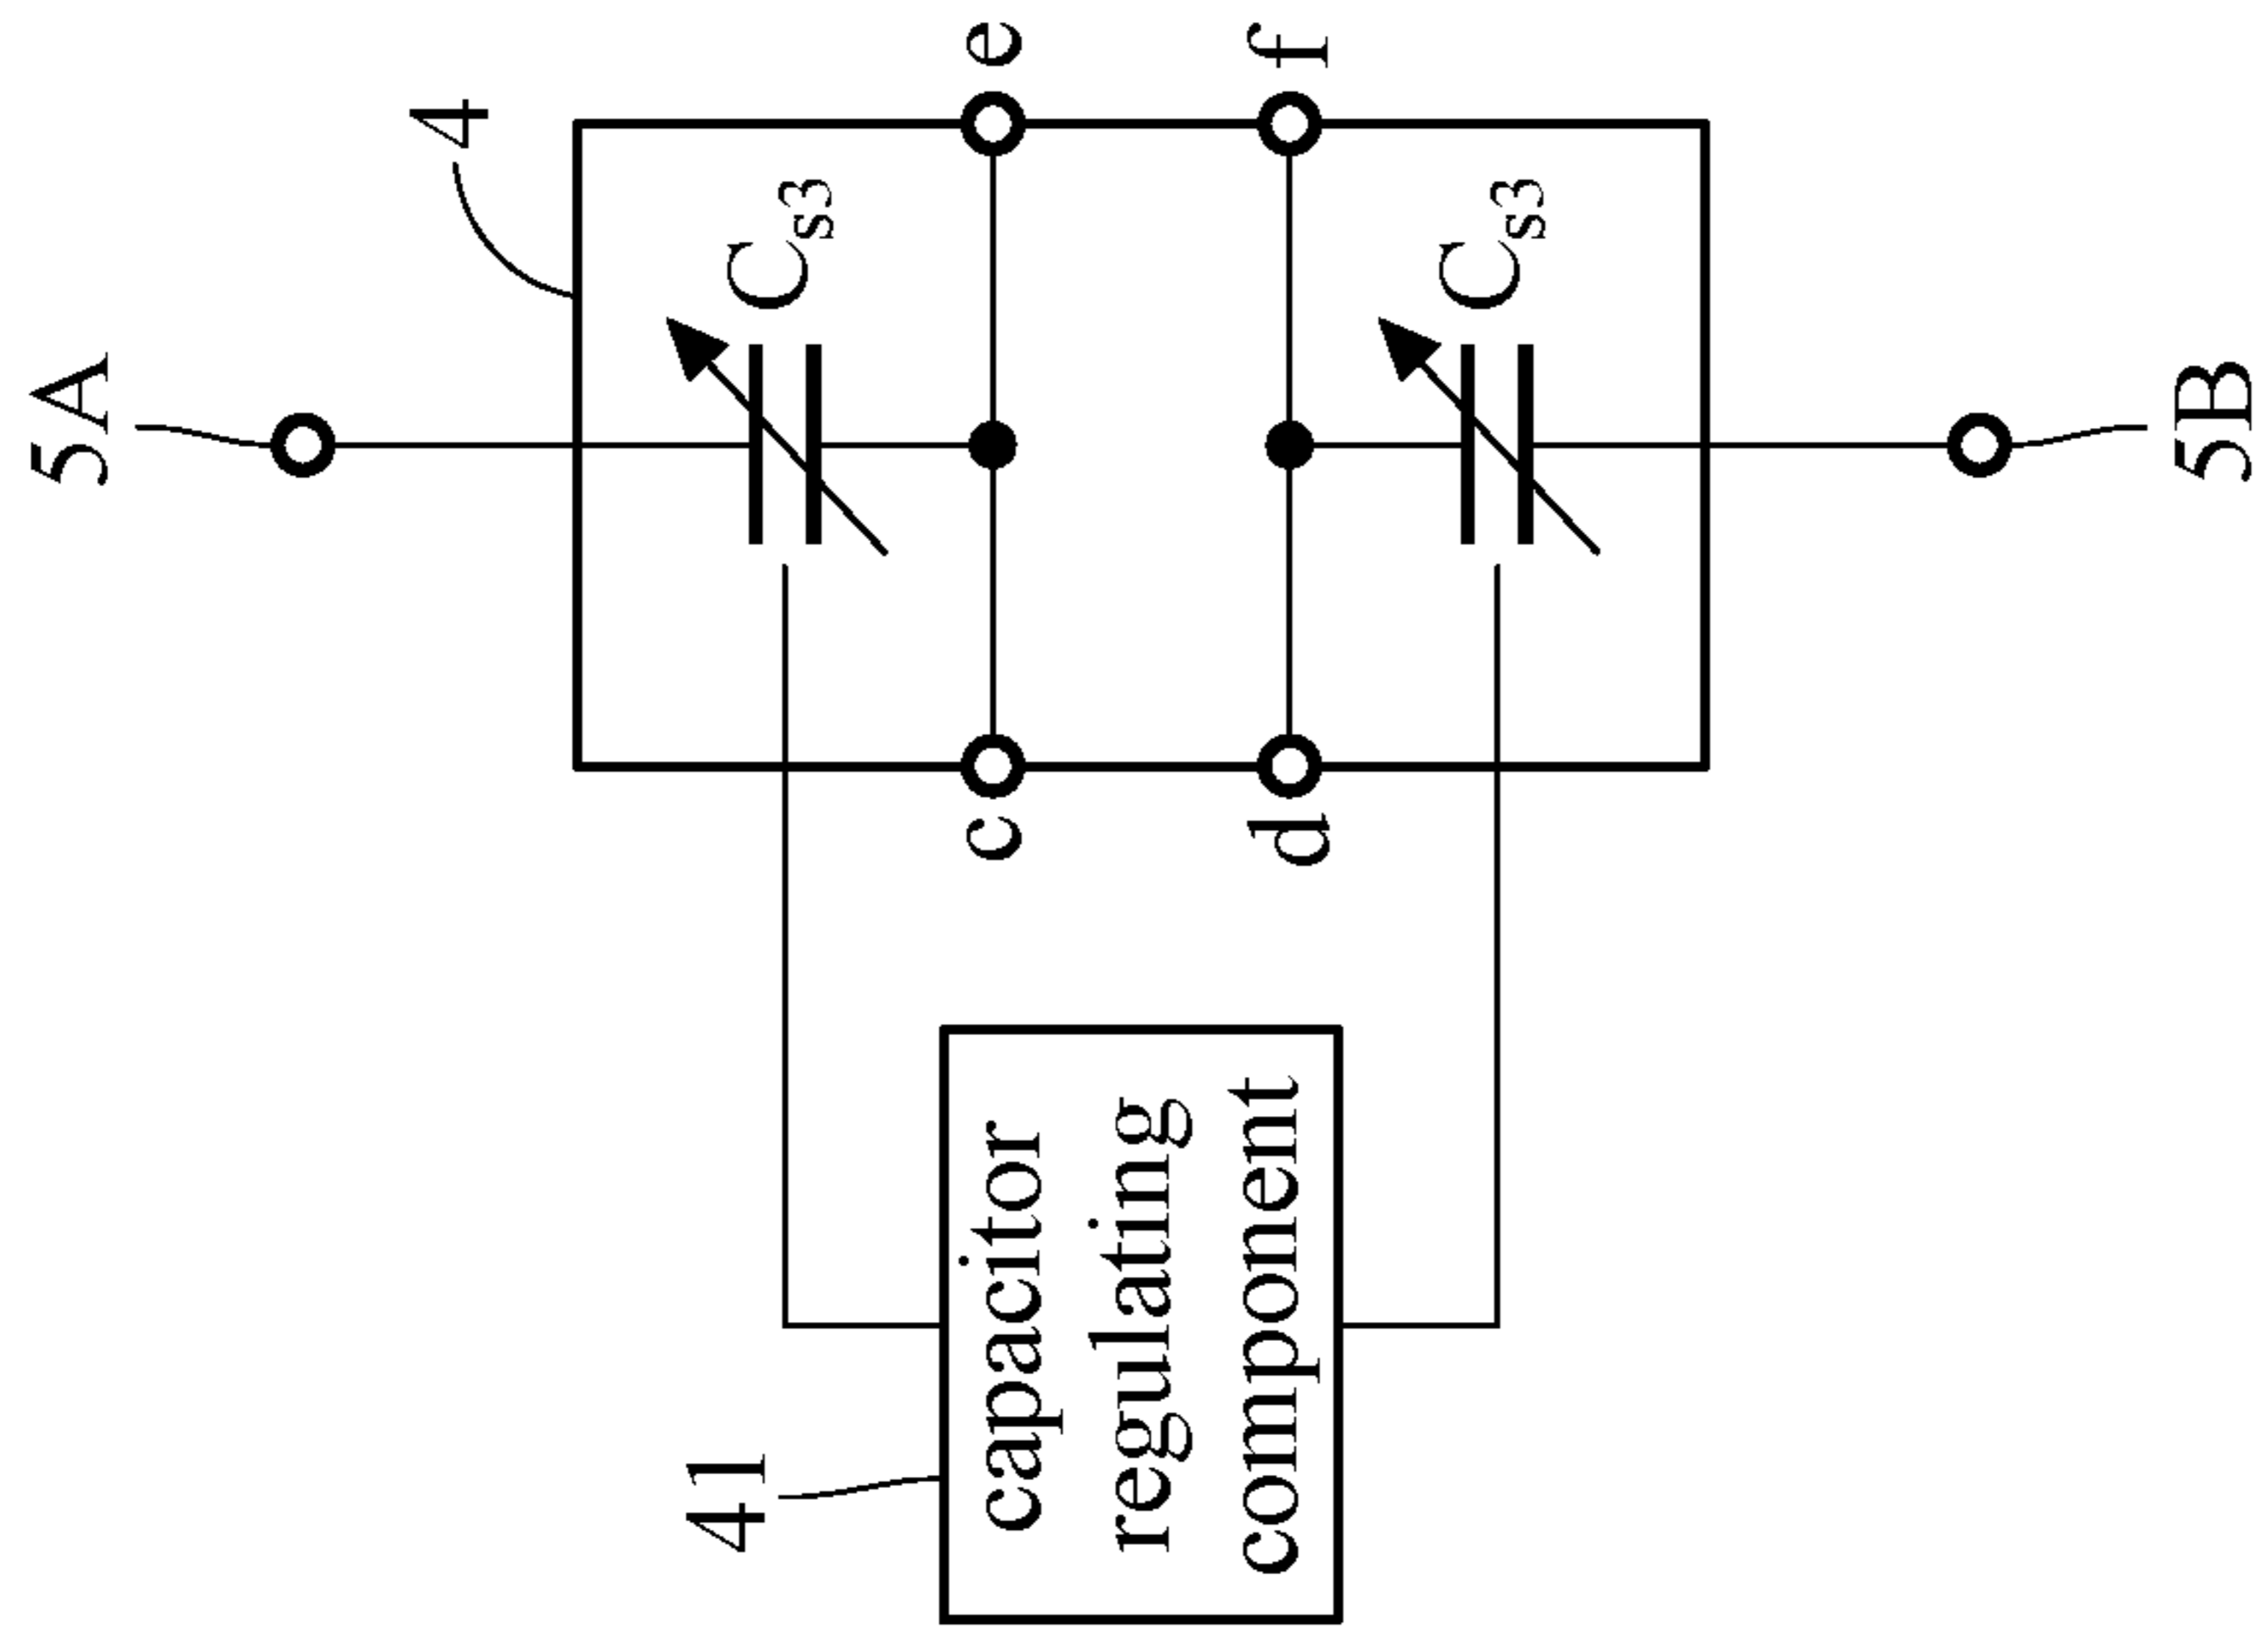 5A
4
e
f
Cs3
Cs3
c
d
41
capacitor
regulating
component
5B